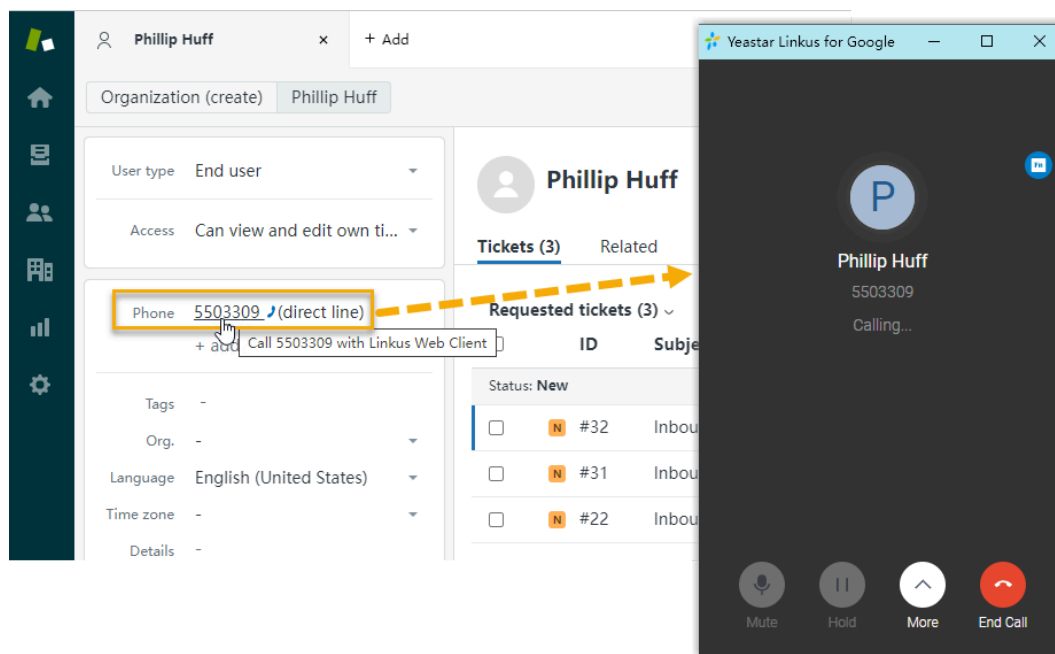 Phillip Huff × + Add
Organization (create) Phillip Huff
User type End user
Access Can view and edit own ti...
Phone 5503309 (direct line)
+ add
Call 5503309 with Linkus Web Client
Tags -
Org. -
Language English (United States)
Time zone -
Details -
Phillip Huff
Tickets (3) Related
Requested tickets (3)
ID Subje
Status: New
N #32 Inbou
N #31 Inbou
N #22 Inbou
Yeastar Linkus for Google
P
Phillip Huff
5503309
Calling...
Mute Hold More End Call